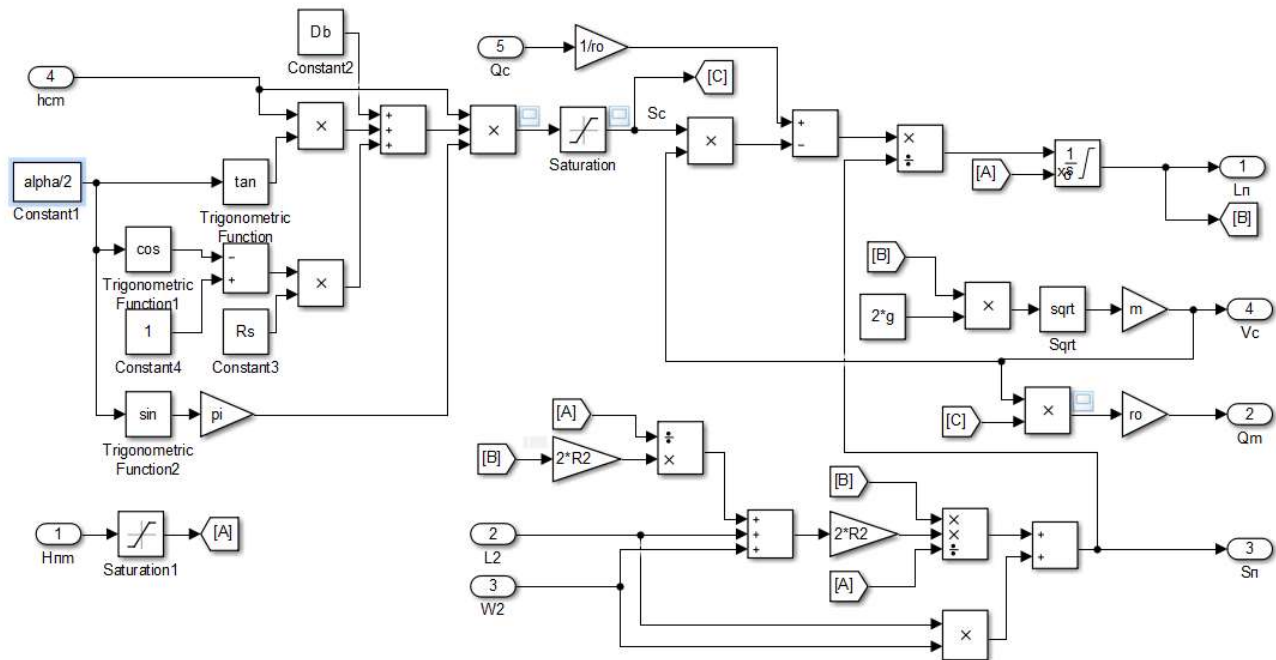 Db
Constant2
5
Qc
1/ro
4
hcm
[C]
×
+
+
+
×
Sc
Saturation
×
+
−
×
÷
[A]
1
s
xo
1
Lп
[B]
alpha/2
Constant1
tan
Trigonometric
Function
cos
Trigonometric
Function1
−
+
×
1
Constant4
Rs
Constant3
[B]
2*g
×
sqrt
Sqrt
m
4
Vc
sin
Trigonometric
Function2
pi
[A]
[B]
2*R2
÷
×
[C]
×
ro
2
Qm
1
Hпm
Saturation1
[A]
2
L2
3
W2
+
+
+
[B]
2*R2
[A]
×
×
÷
+
+
×
3
Sп